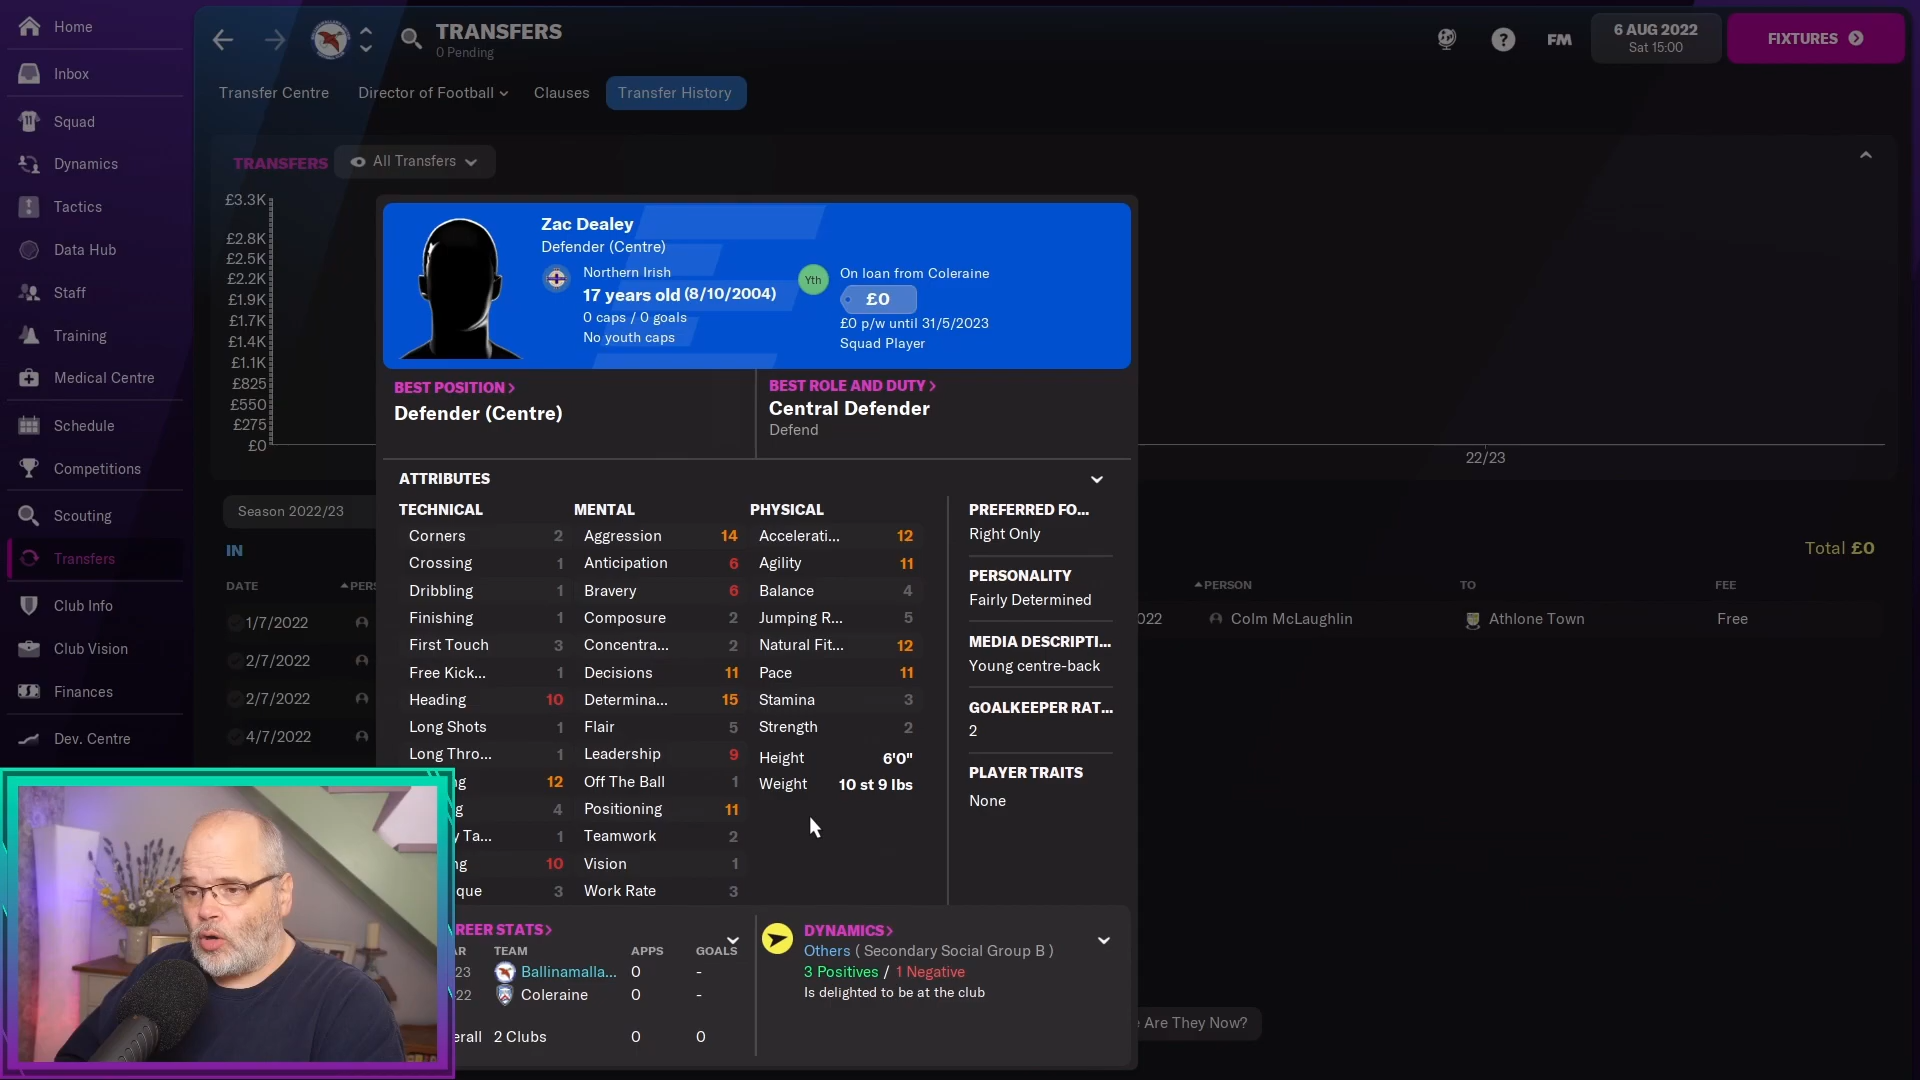 Home
Inbox
Squad
Dynamics
Tactics
Data Hub
Staff
Training
Medical Centre
Schedule
Competitions
Scouting
Transfers
Club Info
Club Vision
Finances
Dev. Centre
TRANSFERS
0 Pending
FM
6 AUG 2022
Sat 15:00
FIXTURES
Transfer Centre
Director of Football
Clauses
Transfer History
TRANSFERS
All Transfers
£3.3K
£2.8K
£2.5K
£2.2K
£1.9K
£1.7K
£1.4K
£1.1K
£825
£550
£275
£0
22/23
Season 2022/23
IN
Total £0
DATE
PERS
1/7/2022
2/7/2022
2/7/2022
4/7/2022
PERSON
TO
FEE
022
Colm McLaughlin
Athlone Town
Free
Are They Now?
Zac Dealey
Defender (Centre)
Northern Irish
17 years old (8/10/2004)
0 caps / 0 goals
No youth caps
Yth
On loan from Coleraine
£0
£0 p/w until 31/5/2023
Squad Player
BEST POSITION
Defender (Centre)
BEST ROLE AND DUTY
Central Defender
Defend
ATTRIBUTES
TECHNICAL
Corners 2
Crossing 1
Dribbling 1
Finishing 1
First Touch 3
Free Kick... 1
Heading 10
Long Shots 1
Long Thro... 1
g 12
g 4
y Ta... 1
ng 10
que 3
MENTAL
Aggression 14
Anticipation 6
Bravery 6
Composure 2
Concentra... 2
Decisions 11
Determina... 15
Flair 5
Leadership 9
Off The Ball 1
Positioning 11
Teamwork 2
Vision 1
Work Rate 3
PHYSICAL
Accelerati... 12
Agility 11
Balance 4
Jumping R... 5
Natural Fit... 12
Pace 11
Stamina 3
Strength 2
Height 6'0"
Weight 10 st 9 lbs
PREFERRED FO...
Right Only
PERSONALITY
Fairly Determined
MEDIA DESCRIPTI...
Young centre-back
GOALKEEPER RAT...
2
PLAYER TRAITS
None
REER STATS
AR TEAM APPS GOALS
23 Ballinamalla... 0 -
22 Coleraine 0 -
erall 2 Clubs 0 0
DYNAMICS
Others ( Secondary Social Group B )
3 Positives / 1 Negative
Is delighted to be at the club